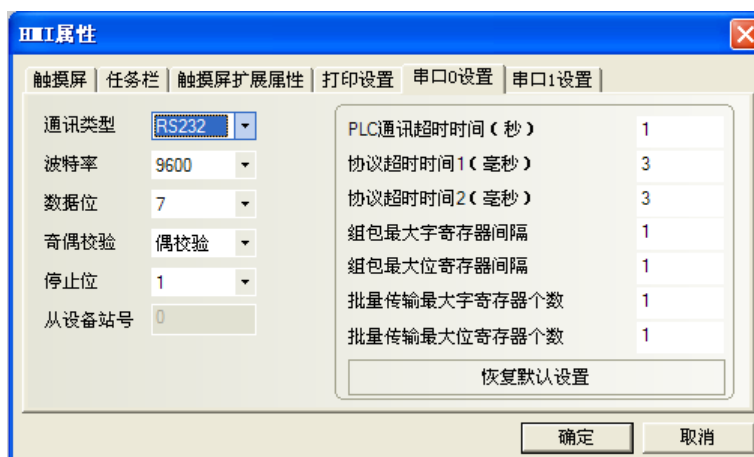 HMI属性
触摸屏 任务栏 触摸屏扩展属性 打印设置 串口0设置 串口1设置
通讯类型 RS232
波特率 9600
数据位 7
奇偶校验 偶校验
停止位 1
从设备站号 0
PLC通讯超时时间(秒) 1
协议超时时间1(毫秒) 3
协议超时时间2(毫秒) 3
组包最大字寄存器间隔 1
组包最大位寄存器间隔 1
批量传输最大字寄存器个数 1
批量传输最大位寄存器个数 1
恢复默认设置
确定 取消